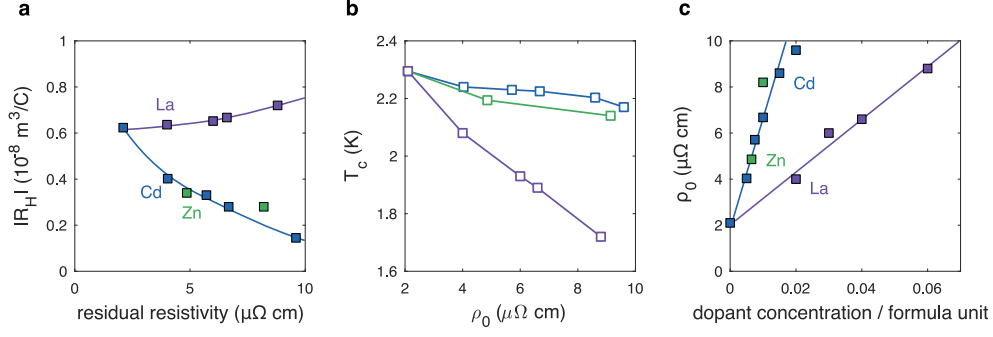 a
1
0.8
0.6
0.4
0.2
0
0
5
10
|R_H| (10^-8 m^3/C)
residual resistivity (μΩ cm)
La
Cd
Zn
b
2.4
2.2
2
1.8
1.6
2
4
6
8
10
T_c (K)
ρ_0 (μΩ cm)
c
10
8
6
4
2
0
0
0.02
0.04
0.06
ρ_0 (μΩ cm)
dopant concentration / formula unit
Cd
Zn
La